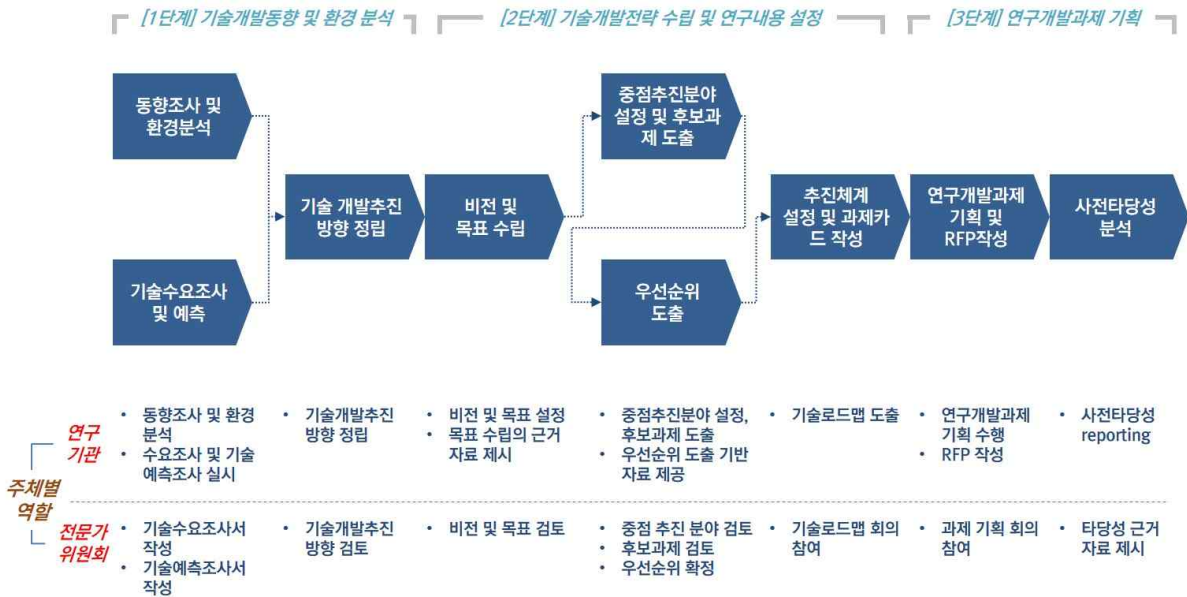 [1단계] 기술개발동향 및 환경 분석
[2단계] 기술개발전략 수립 및 연구내용 설정
[3단계] 연구개발과제 기획
동향조사 및
환경분석
기술수요조사
및 예측
기술 개발추진
방향 정립
비전 및
목표 수립
중점추진분야
설정 및 후보과
제 도출
우선순위
도출
추진체계
설정 및 과제카
드 작성
연구개발과제
기획 및
RFP작성
사전타당성
분석
주체별
역할
연구
기관
• 동향조사 및 환경
분석
• 수요조사 및 기술
예측조사 실시
• 기술개발추진
방향 정립
• 비전 및 목표 설정
• 목표 수립의 근거
자료 제시
• 중점추진분야 설정,
후보과제 도출
• 우선순위 도출 기반
자료 제공
• 기술로드맵 도출
• 연구개발과제
기획 수행
• RFP 작성
• 사전타당성
reporting
전문가
위원회
• 기술수요조사서
작성
• 기술예측조사서
작성
• 기술개발추진
방향 검토
• 비전 및 목표 검토
• 중점 추진 분야 검토
• 후보과제 검토
• 우선순위 확정
• 기술로드맵 회의
참여
• 과제 기획 회의
참여
• 타당성 근거
자료 제시